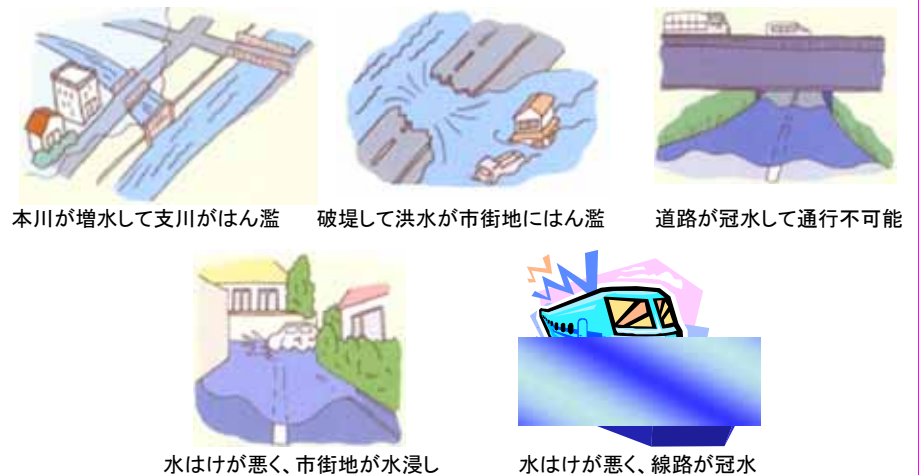 本川が増水して支川がはん濫
破堤して洪水が市街地にはん濫
道路が冠水して通行不可能
水はけが悪く、市街地が水浸し
水はけが悪く、線路が冠水